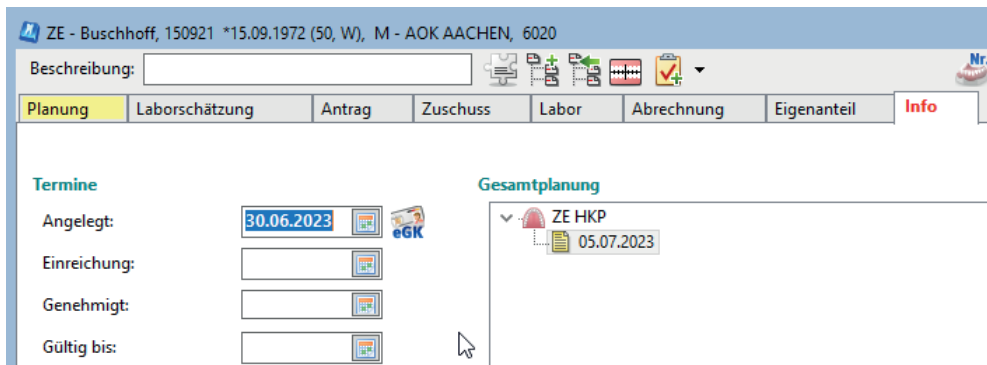 ZE - Buschhoff, 150921 *15.09.1972 (50, W), M - AOK AACHEN, 6020
Beschreibung:
Nr.
Planung Laborschätzung Antrag Zuschuss Labor Abrechnung Eigenanteil Info
Termine
Gesamtplanung
Angelegt: 30.06.2023 eGK
ZE HKP
05.07.2023
Einreichung:
Genehmigt:
Gültig bis: